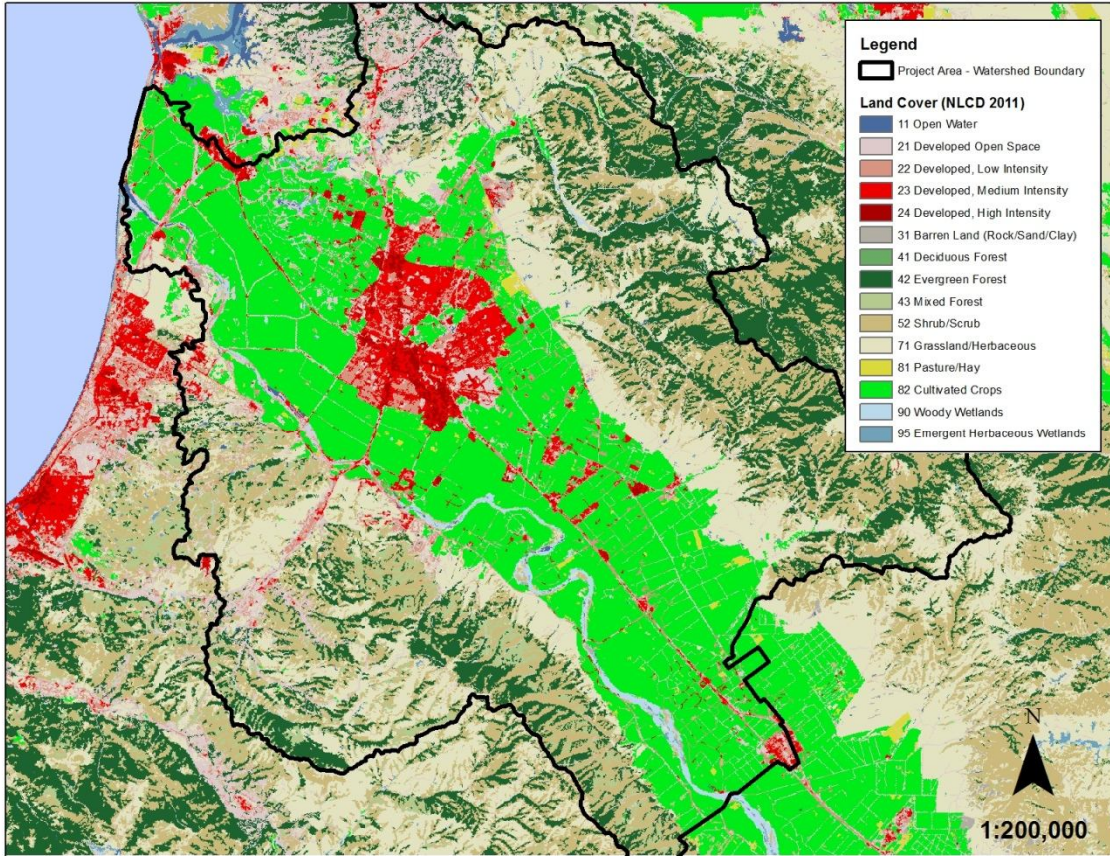 Legend
Project Area - Watershed Boundary
Land Cover (NLCD 2011)
11 Open Water
21 Developed Open Space
22 Developed, Low Intensity
23 Developed, Medium Intensity
24 Developed, High Intensity
31 Barren Land (Rock/Sand/Clay)
41 Deciduous Forest
42 Evergreen Forest
43 Mixed Forest
52 Shrub/Scrub
71 Grassland/Herbaceous
81 Pasture/Hay
82 Cultivated Crops
90 Woody Wetlands
95 Emergent Herbaceous Wetlands
N
1:200,000